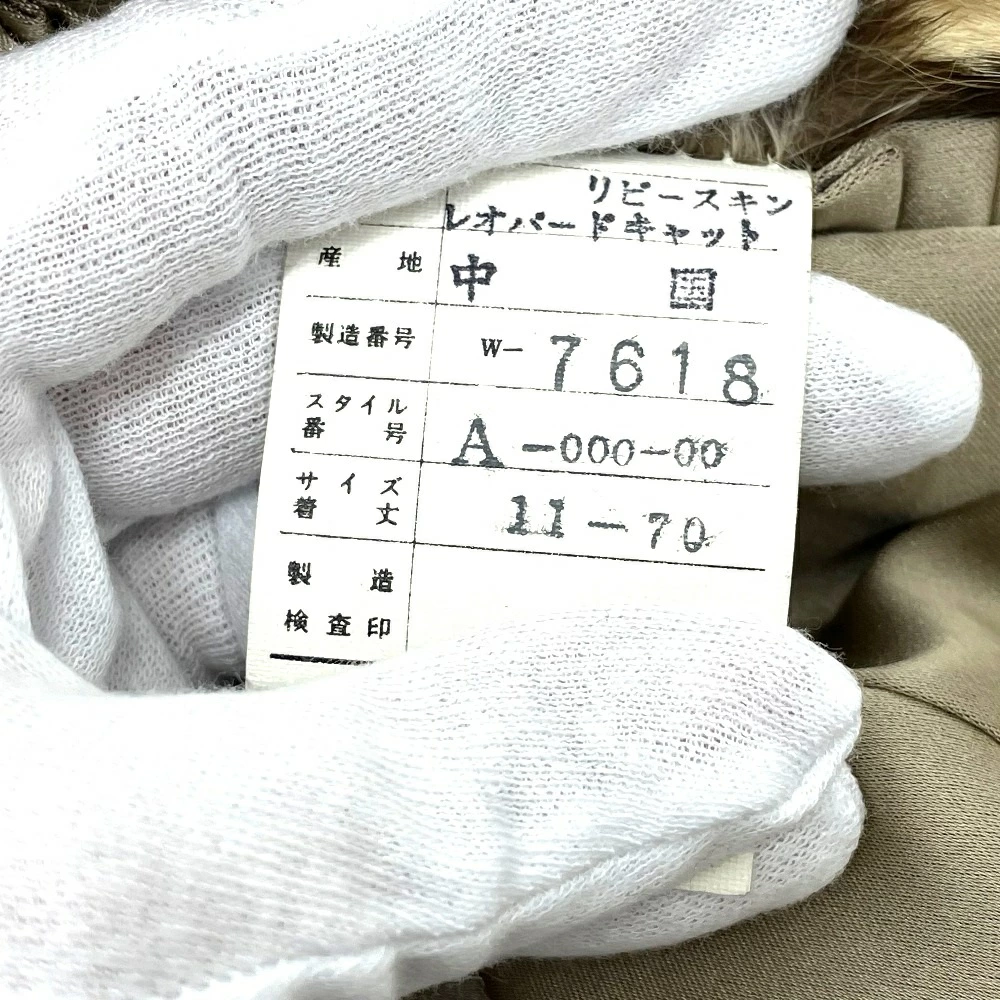 リピースキン
レオパードキャット
産地 中国
製造番号 W-7618
スタイル
番号 A-000-00
サイズ
着丈 11-70
製造
検査印